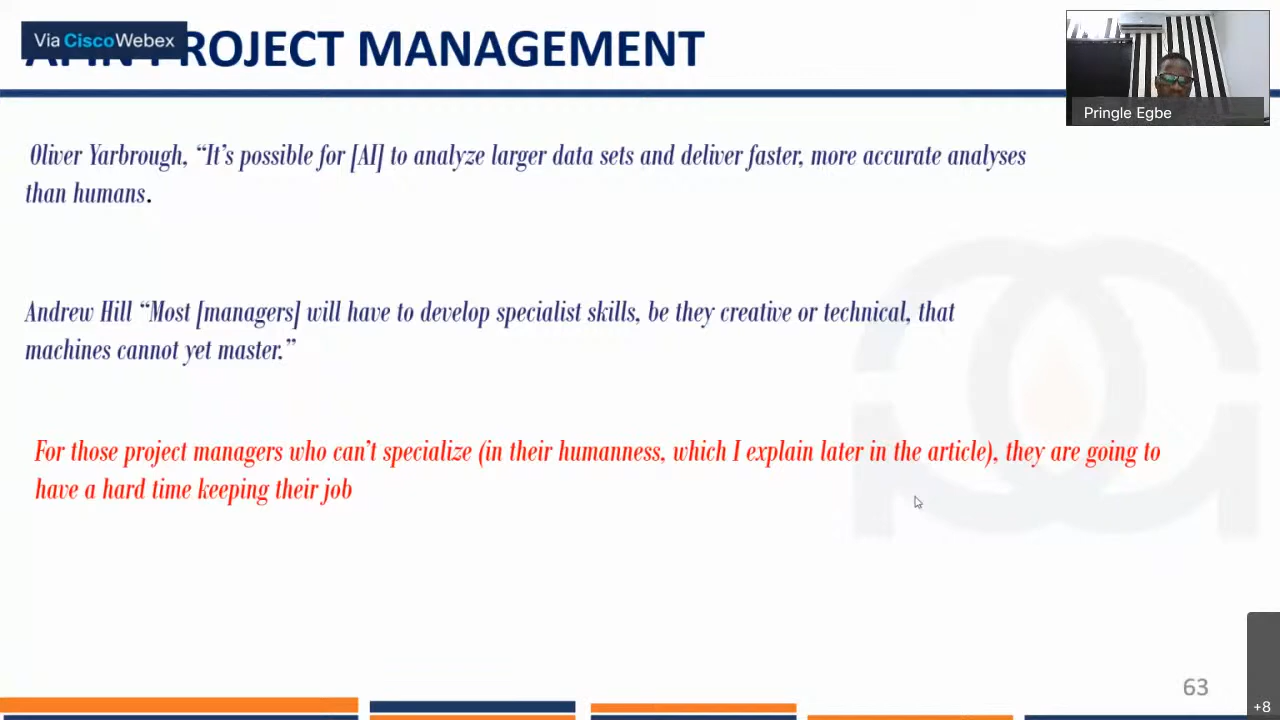 Via Cisco Webex
PROJECT MANAGEMENT
Pringle Egbe
Oliver Yarbrough, “It’s possible for [AI] to analyze larger data sets and deliver faster, more accurate analyses
than humans.
Andrew Hill “Most [managers] will have to develop specialist skills, be they creative or technical, that
machines cannot yet master.”
For those project managers who can’t specialize (in their humanness, which I explain later in the article), they are going to
have a hard time keeping their job
63
+8